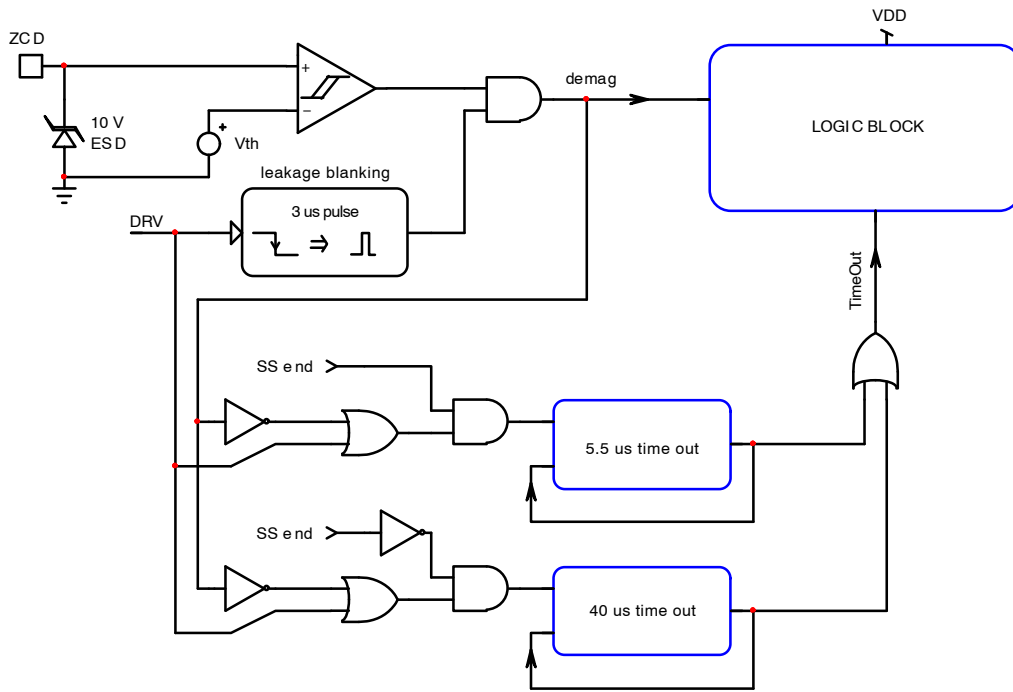 VDD
ZCD
+
−
demag
LOGIC BLOCK
10 V
ESD
+
Vth
leakage blanking
3 us pulse
DRV
TimeOut
SS end
5.5 us time out
SS end
40 us time out